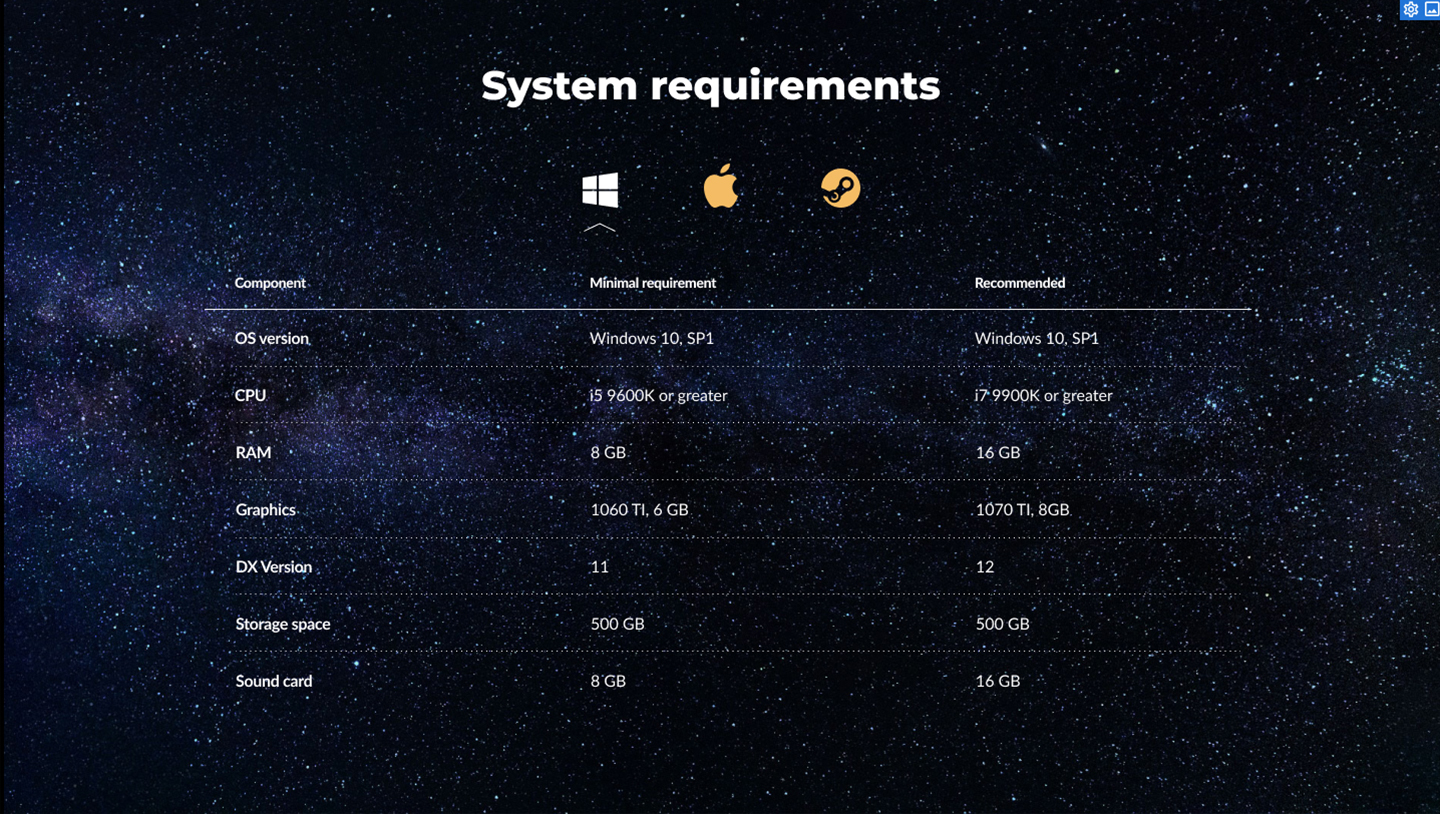 System requirements
Component Minimal requirement Recommended
OS version Windows 10, SP1 Windows 10, SP1
CPU i5 9600K or greater i7 9900K or greater
RAM 8 GB 16 GB
Graphics 1060 TI, 6 GB 1070 TI, 8GB
DX Version 11 12
Storage space 500 GB 500 GB
Sound card 8 GB 16 GB